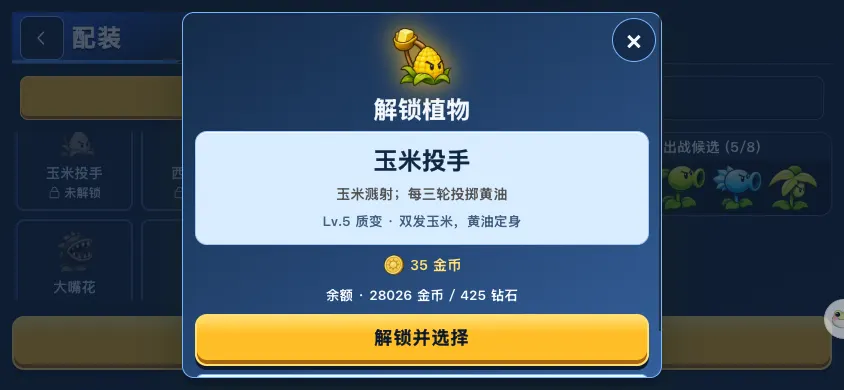 配装
解锁植物
玉米投手
玉米溅射；每三轮投掷黄油
Lv.5 质变 · 双发玉米，黄油定身
35 金币
余额 · 28026 金币 / 425 钻石
解锁并选择
玉米投手
未解锁
西
大嘴花
出战候选 (5/8)